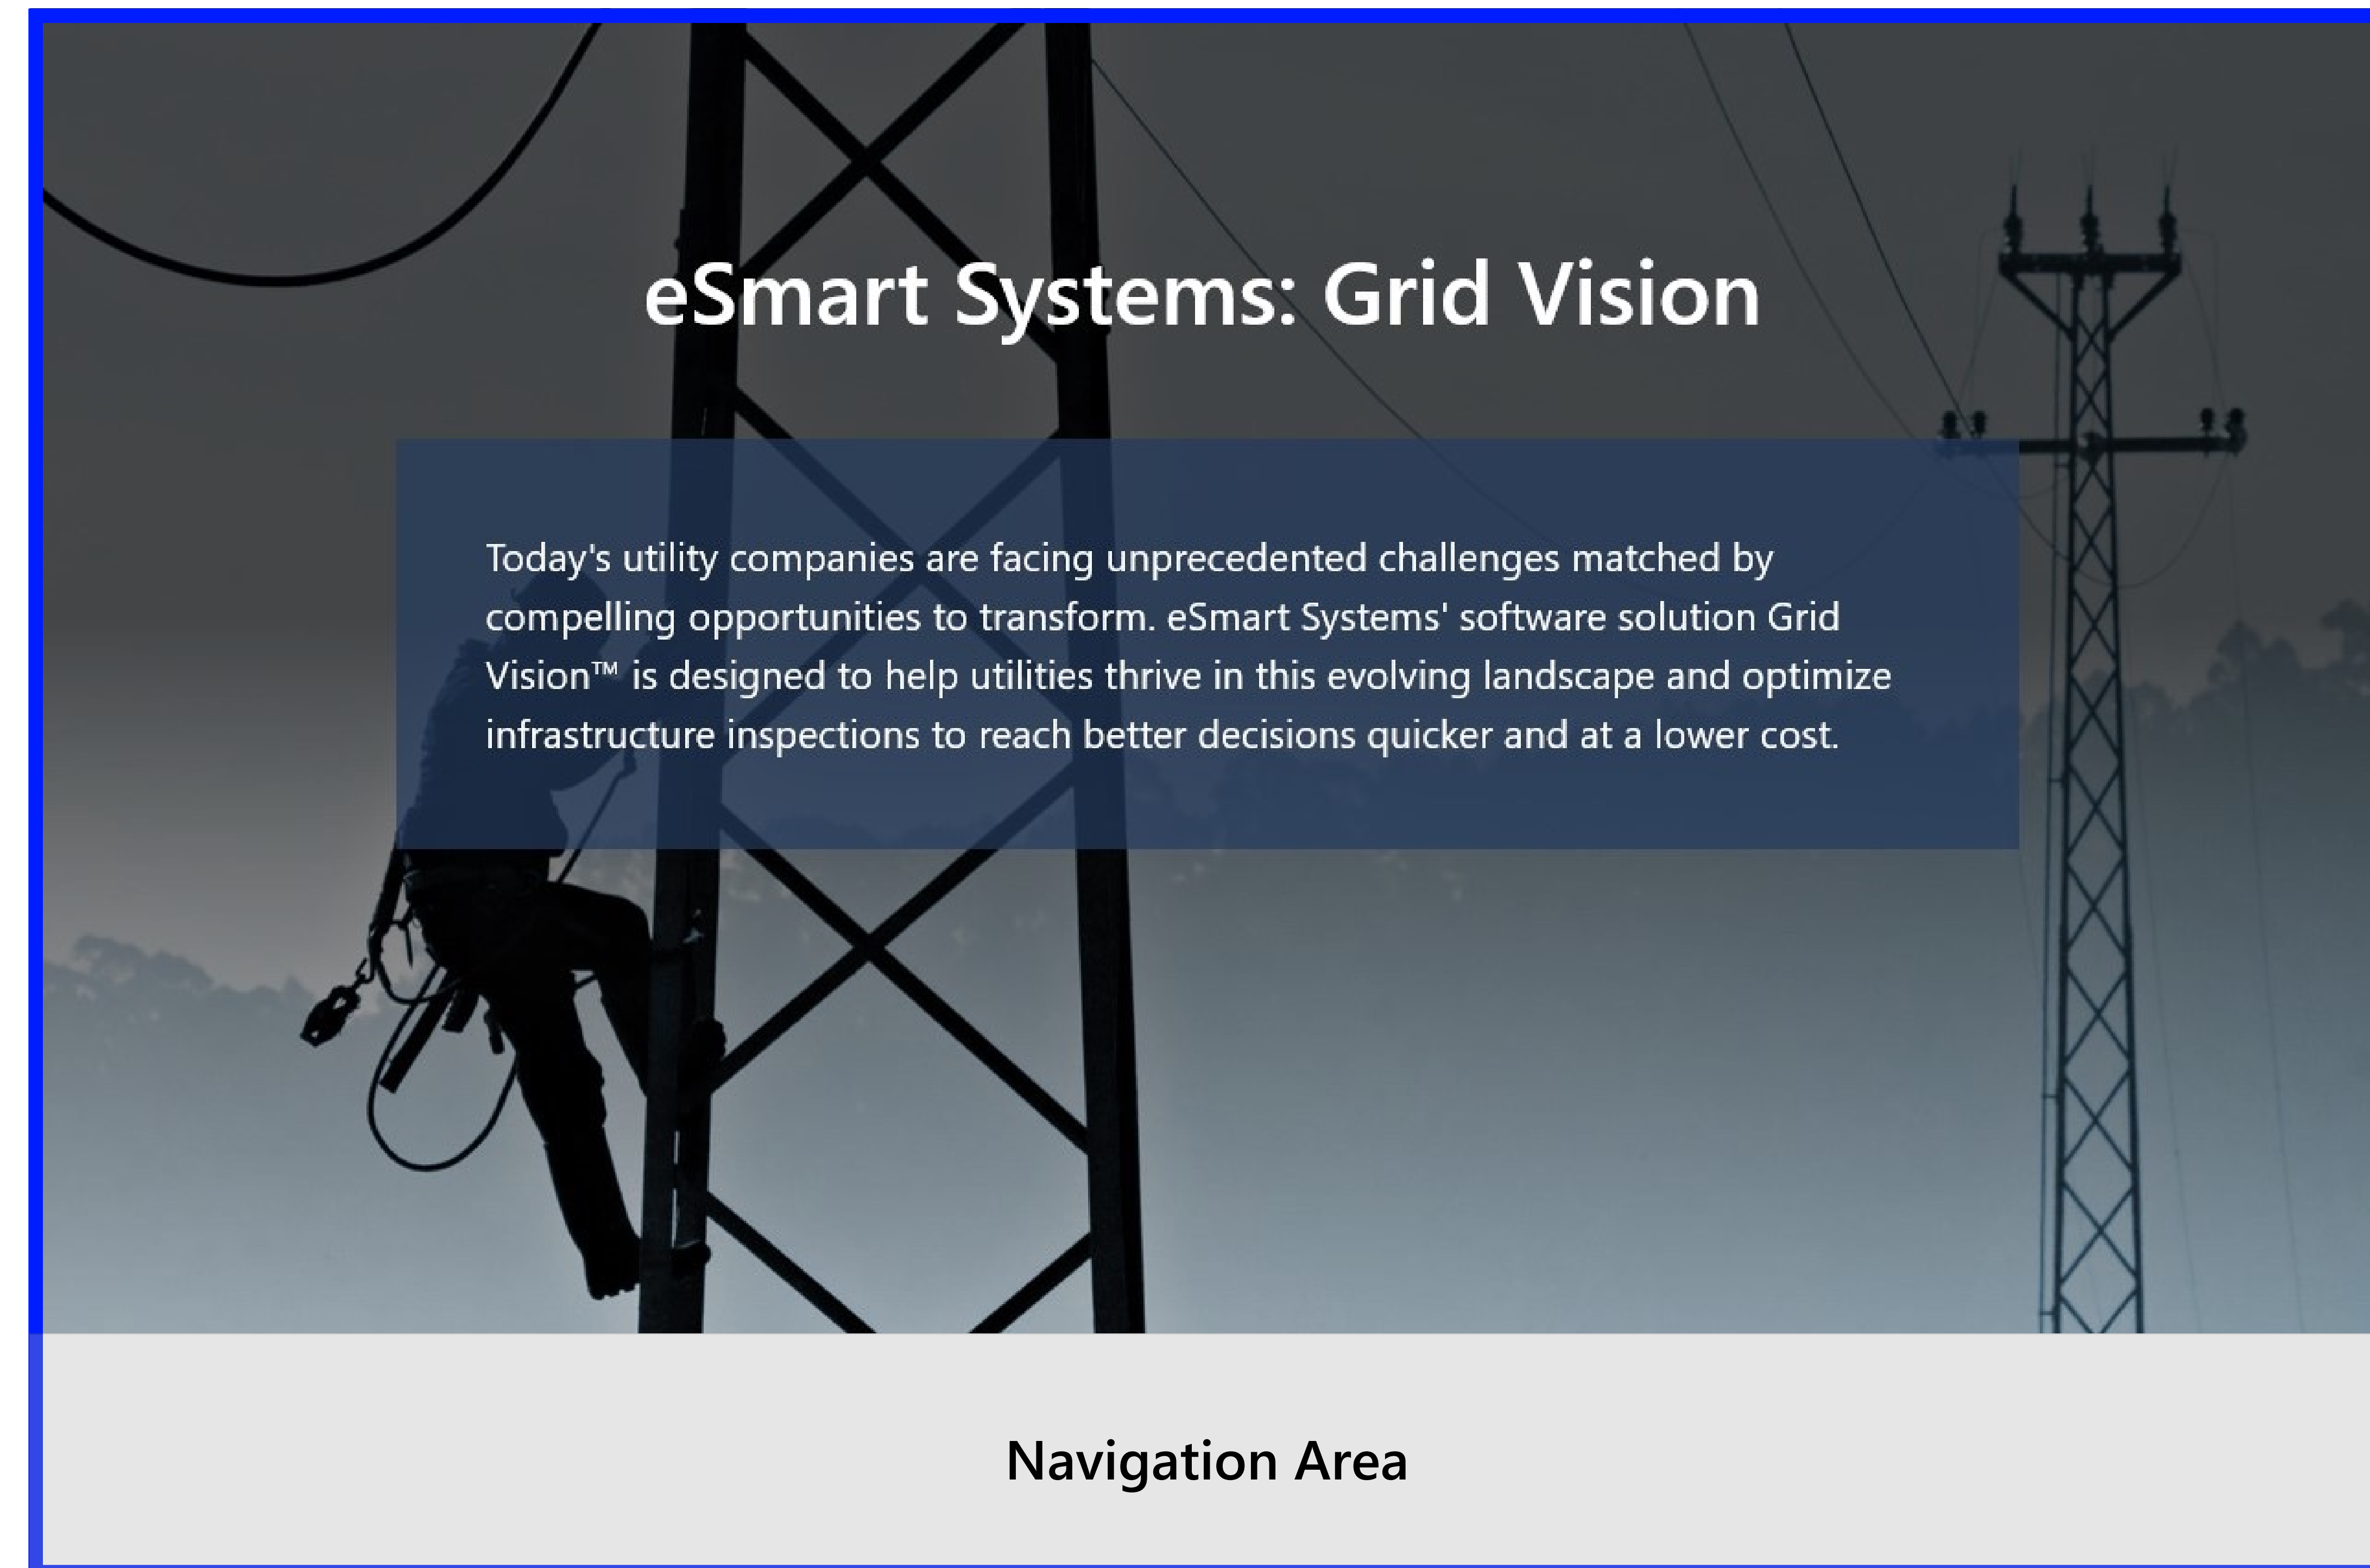 eSmart Systems: Grid Vision
Today's utility companies are facing unprecedented challenges matched by
compelling opportunities to transform. eSmart Systems' software solution Grid
Vision™ is designed to help utilities thrive in this evolving landscape and optimize
infrastructure inspections to reach better decisions quicker and at a lower cost.
Navigation Area